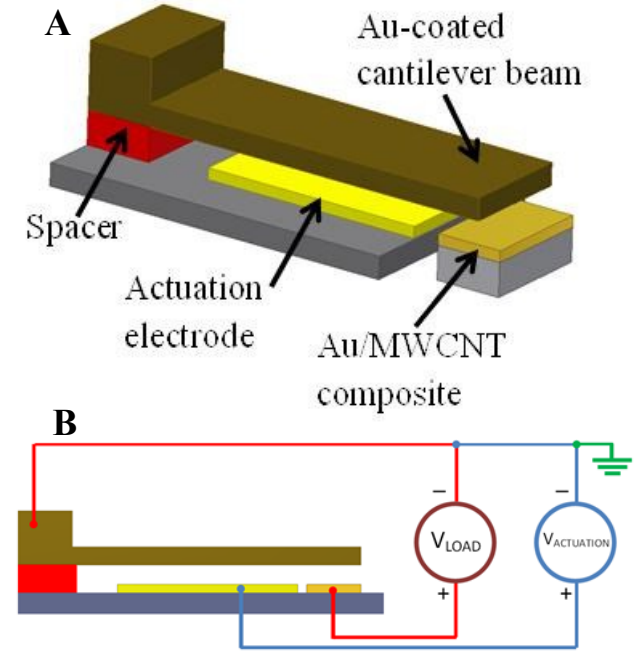 A
Au-coated
cantilever beam
Spacer
Actuation
electrode
Au/MWCNT
composite
B
− −
VLOAD VACTUATION
+ +